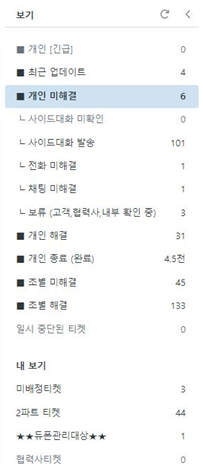 보기
■ 개인 [긴급] 0
■ 최근 업데이트 4
■ 개인 미해결 6
ㄴ 사이드대화 미확인 0
ㄴ 사이드대화 발송 101
ㄴ 전화 미해결 1
ㄴ 채팅 미해결 1
ㄴ 보류 (고객,협력사,내부 확인 중) 3
■ 개인 해결 31
■ 개인 종료 (완료) 4.5천
■ 조별 미해결 45
■ 조별 해결 133
일시 중단된 티켓 0
내 보기
미배정티켓 3
2파트 티켓 44
★★듀폰관리대상★★ 1
협력사티켓 0